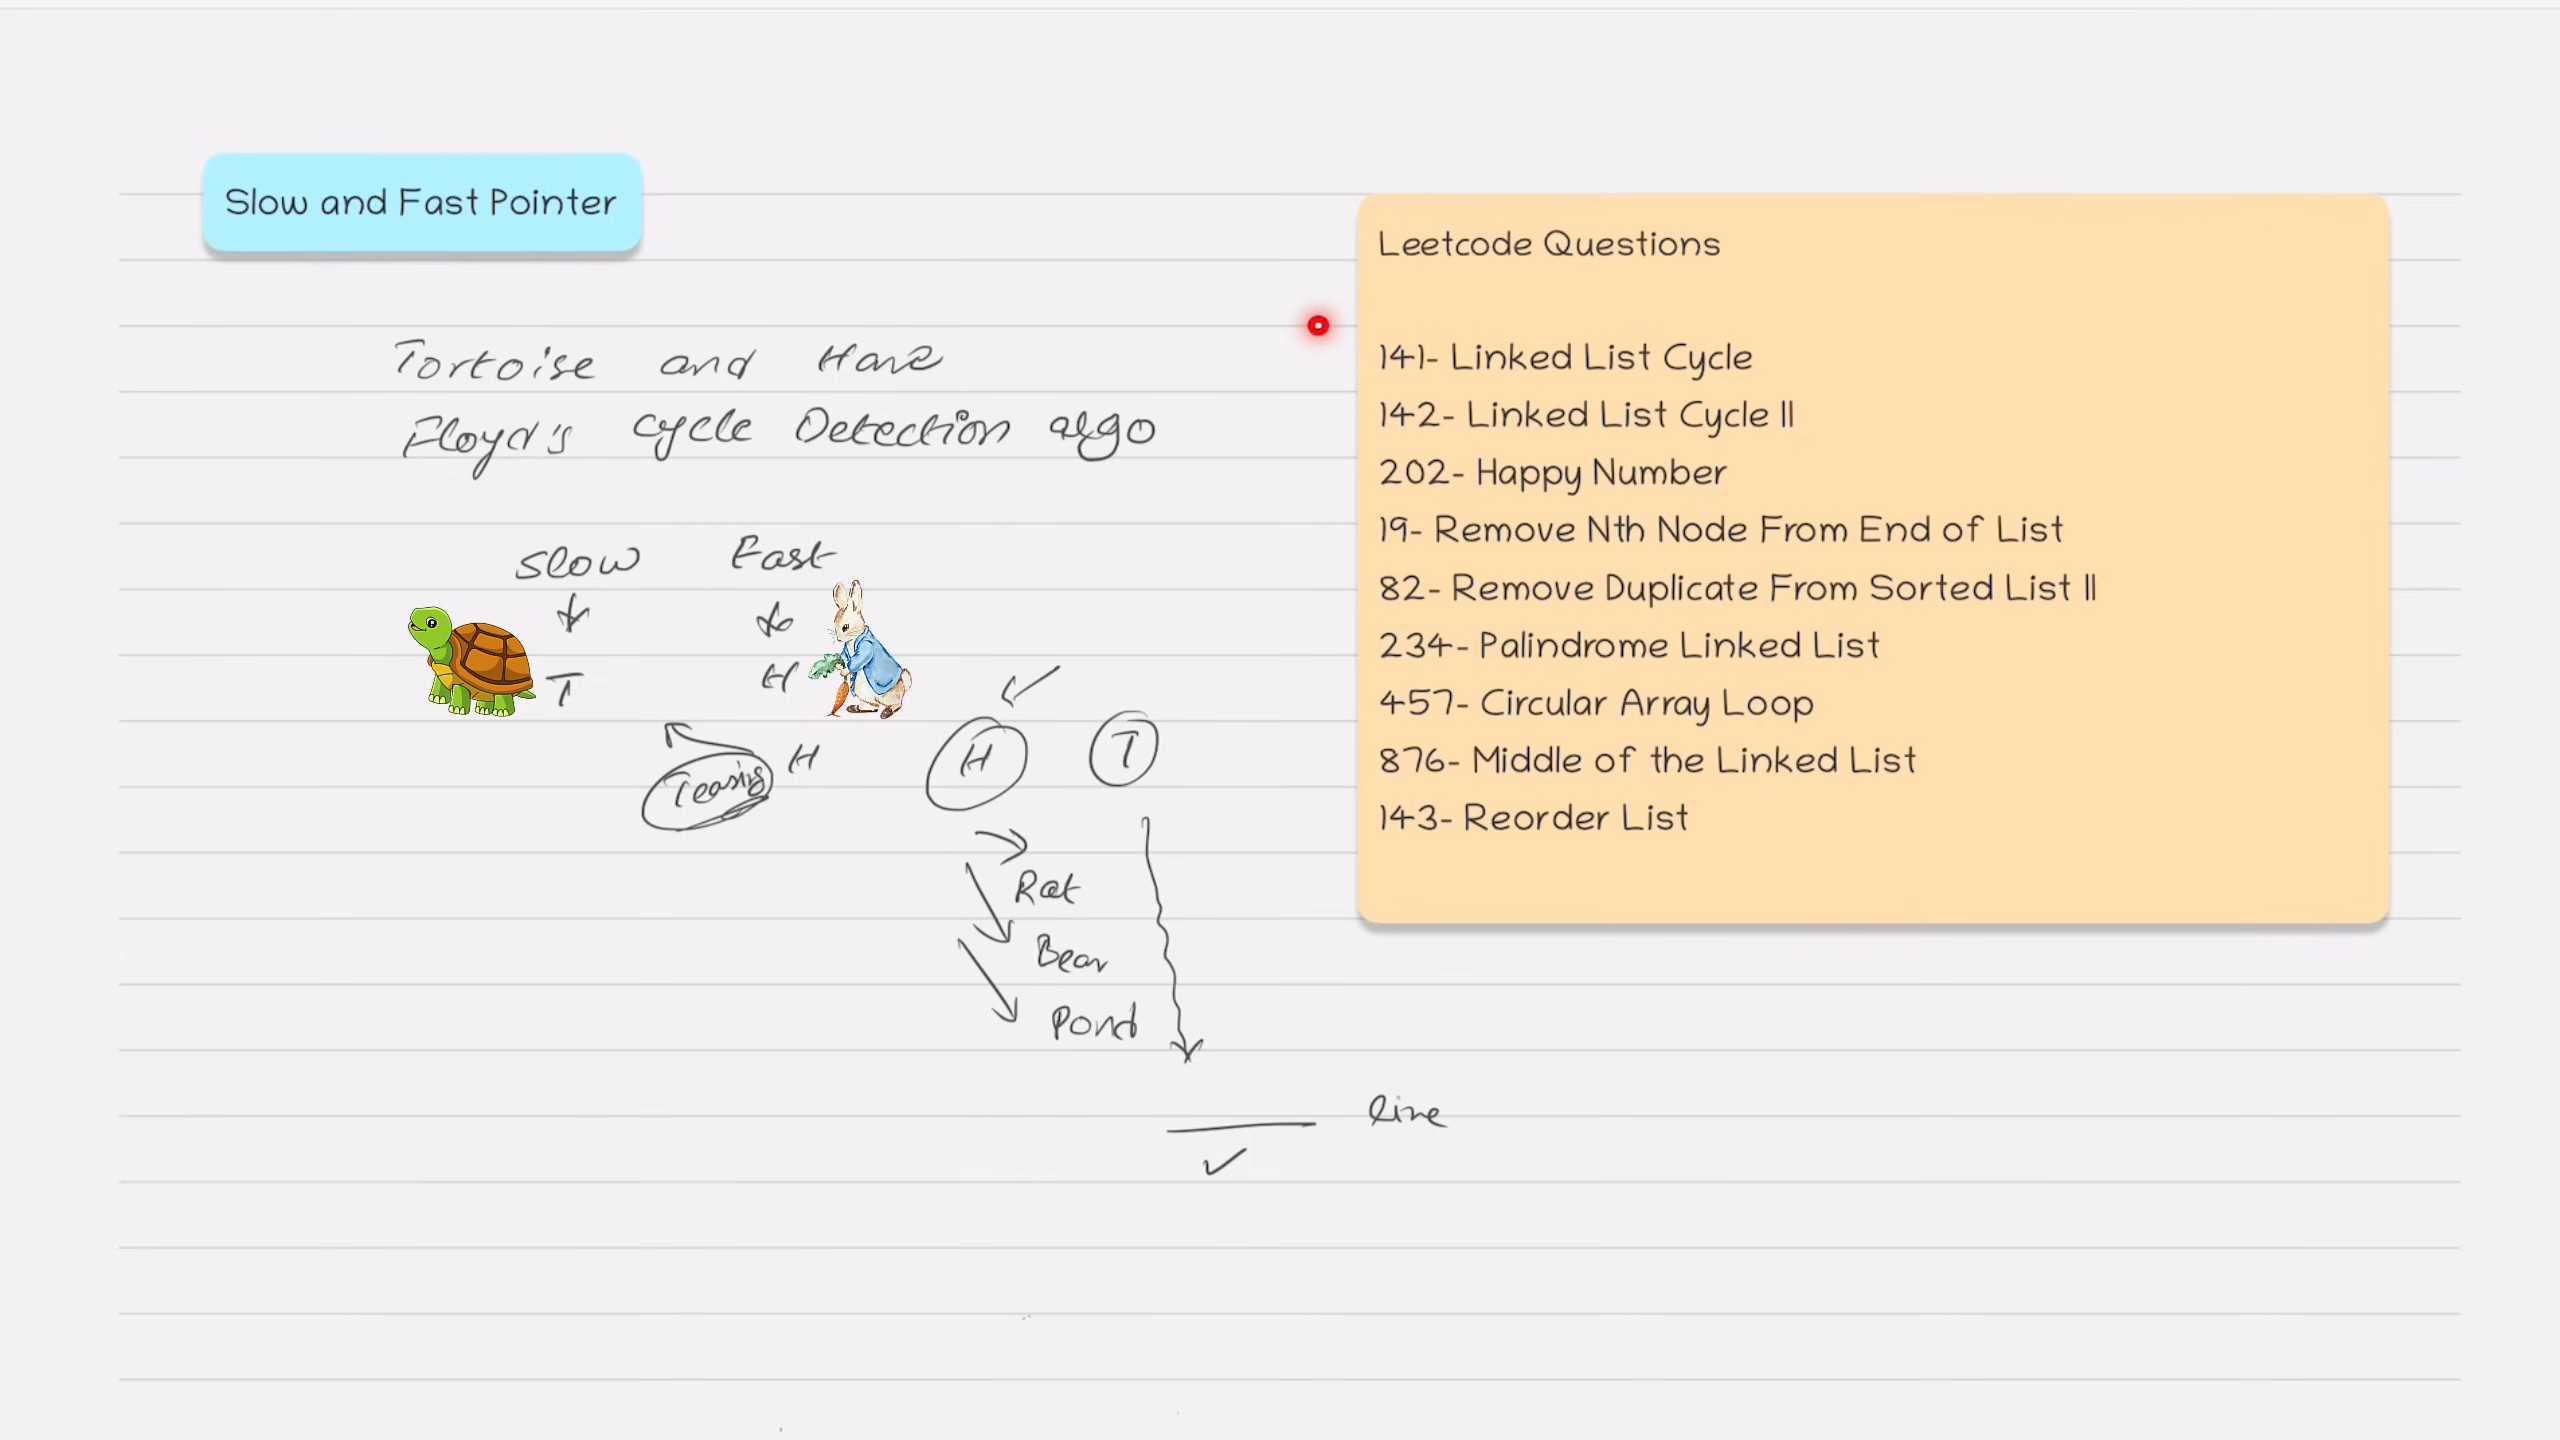 Slow and Fast Pointer
Tortoise and Hare
Floyd's cycle Detection algo
slow Fast
T H
Teasing H H T
Rat
Bear
Pond
line
Leetcode Questions
141- Linked List Cycle
142- Linked List Cycle II
202- Happy Number
19- Remove Nth Node From End of List
82- Remove Duplicate From Sorted List II
234- Palindrome Linked List
457- Circular Array Loop
876- Middle of the Linked List
143- Reorder List